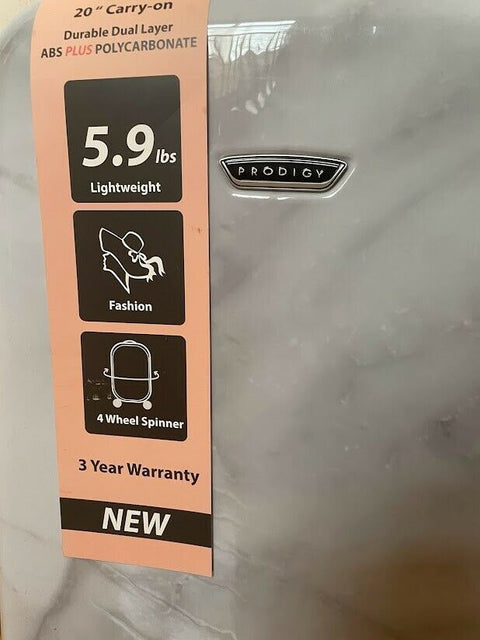 20" Carry-on
Durable Dual Layer
ABS PLUS POLYCARBONATE
5.9 lbs
Lightweight
PRODIGY
Fashion
4 Wheel Spinner
3 Year Warranty
NEW